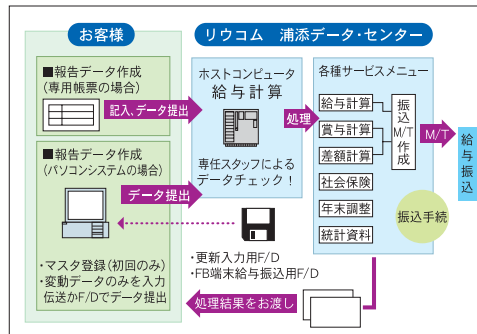 お客様
リウコム 浦添データ・センター
■報告データ作成
(専用帳票の場合)
記入、データ提出
■報告データ作成
(パソコンシステムの場合)
データ提出
・マスタ登録(初回のみ)
・変動データのみを入力
伝送かF/Dでデータ提出
ホストコンピュータ
給与計算
専任スタッフによる
データチェック！
処理
各種サービスメニュー
給与計算
賞与計算
差額計算
社会保険
年末調整
統計資料
振込M/T作成
M/T
給与振込
振込手続
・更新入力用F/D
・FB端末給与振込用F/D
処理結果をお渡し